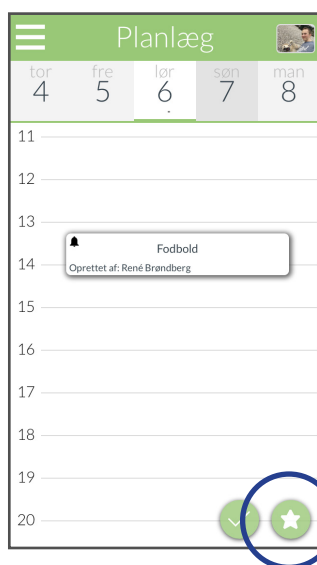 Planlæg
tor fre lør søn man
4 5 6 7 8
11
12
13
Fodbold
14 Oprettet af: René Brøndberg
15
16
17
18
19
20